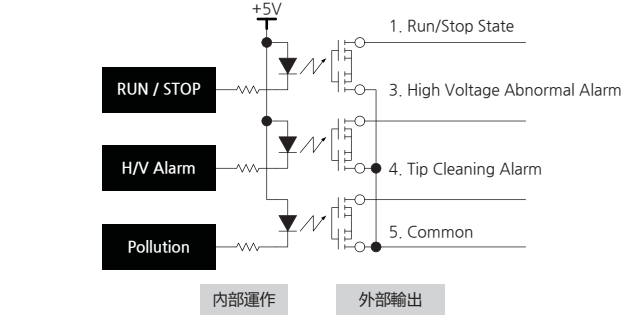 +5V
1. Run/Stop State
RUN / STOP
3. High Voltage Abnormal Alarm
H/V Alarm
4. Tip Cleaning Alarm
5. Common
Pollution
內部運作
外部輸出